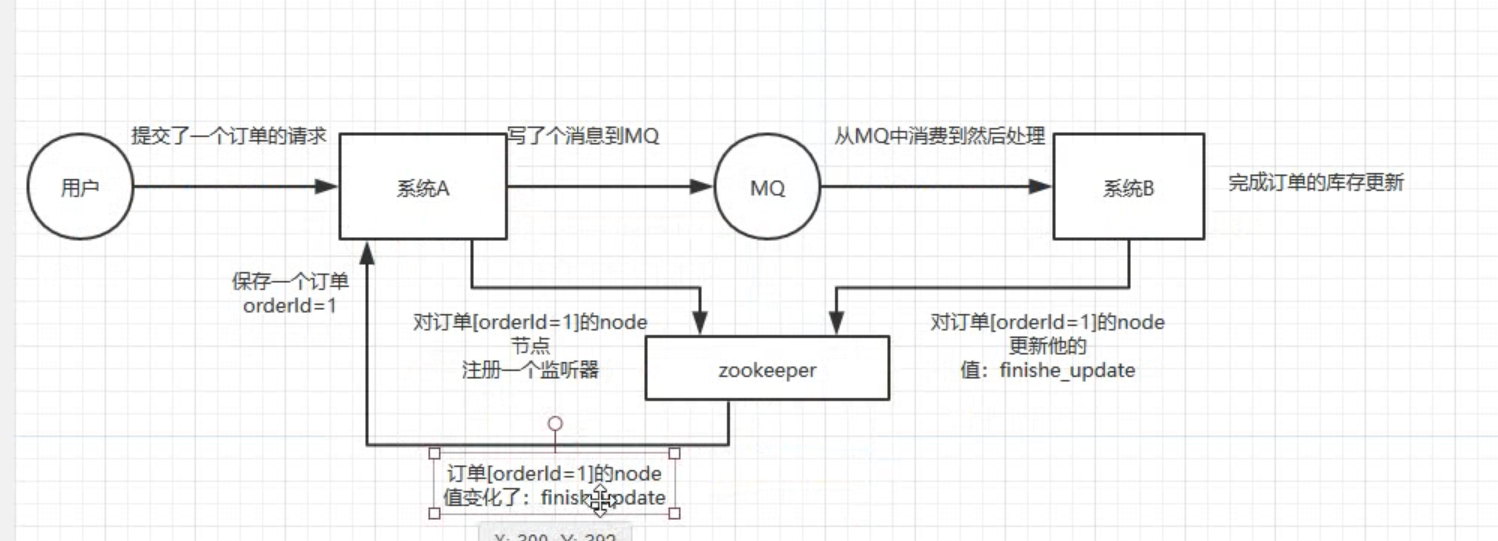 提交了一个订单的请求
写了个消息到MQ
从MQ中消费到然后处理
用户
系统A
MQ
系统B
完成订单的库存更新
保存一个订单
orderId=1
对订单[orderId=1]的node
节点
注册一个监听器
zookeeper
对订单[orderId=1]的node
更新他的
值：finishe_update
订单[orderId=1]的node
值变化了：finishe_update
X: 300 Y: 392